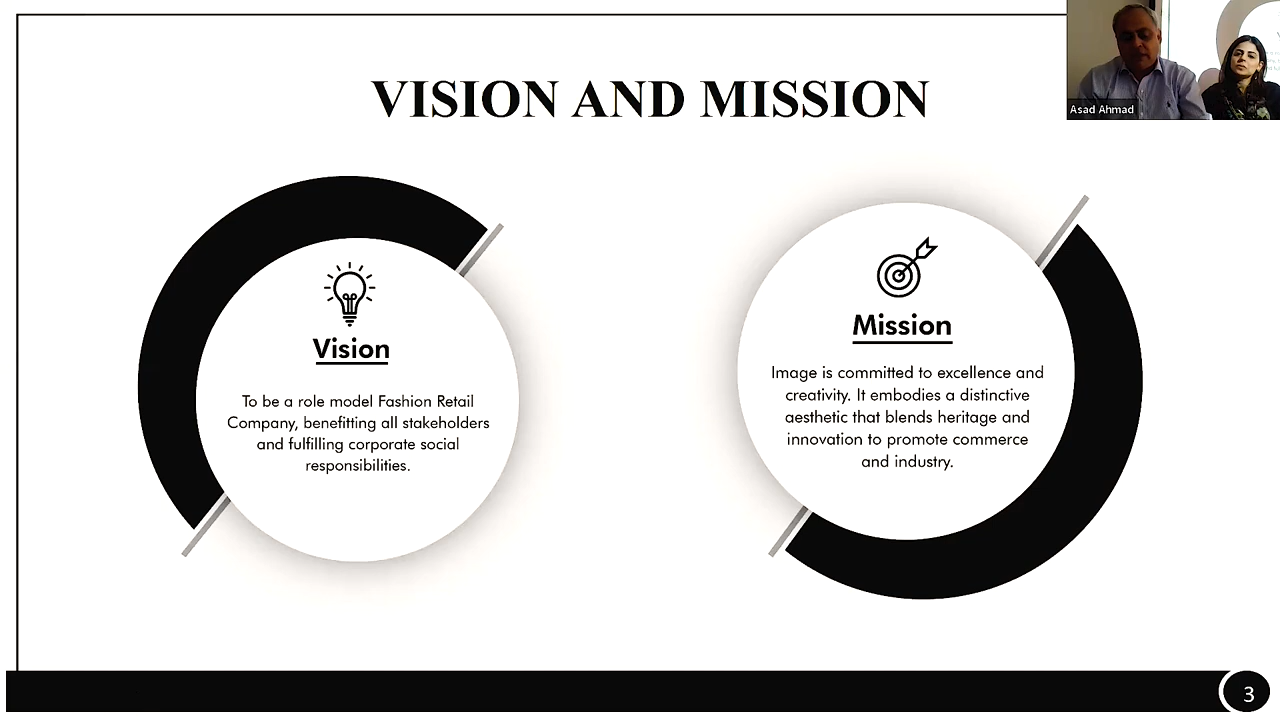 VISION AND MISSION
Asad Ahmad
Vision
To be a role model Fashion Retail
Company, benefitting all stakeholders
and fulfilling corporate social
responsibilities.
Mission
Image is committed to excellence and
creativity. It embodies a distinctive
aesthetic that blends heritage and
innovation to promote commerce
and industry.
3